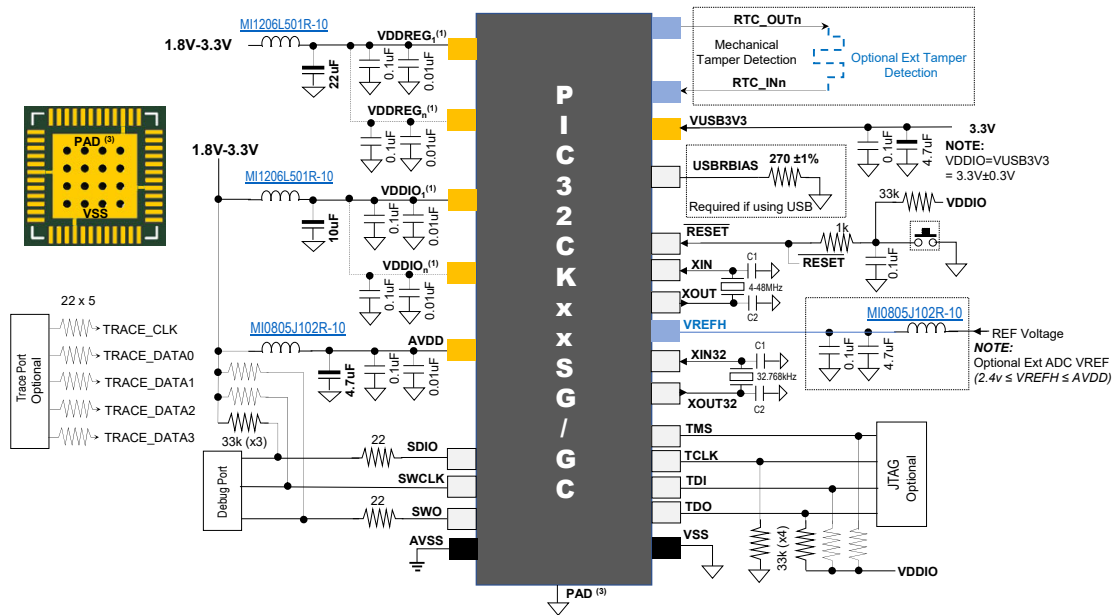 MI1206L501R-10
1.8V-3.3V
VDDREG1(1)
22uF
0.1uF
0.01uF
VDDREGn(1)
0.1uF
0.01uF
PAD (3)
VSS
1.8V-3.3V
MI1206L501R-10
VDDIO1(1)
10uF
0.1uF
0.01uF
VDDIOn(1)
0.1uF
0.01uF
MI0805J102R-10
AVDD
4.7uF
0.1uF
0.01uF
22 x 5
Trace Port
Optional
TRACE_CLK
TRACE_DATA0
TRACE_DATA1
TRACE_DATA2
TRACE_DATA3
33k (x3)
Debug Port
22
SDIO
SWCLK
22
SWO
AVSS
PIC32CKxxSG/GC
PAD (3)
RTC_OUTn
Mechanical
Tamper Detection
Optional Ext Tamper
Detection
RTC_INn
VUSB3V3
0.1uF
4.7uF
3.3V
NOTE:
VDDIO=VUSB3V3
= 3.3V±0.3V
USBRBIAS
270 ±1%
Required if using USB
33k
VDDIO
RESET
1k
RESET
0.1uF
XIN
C1
4-48MHz
XOUT
C2
VREFH
MI0805J102R-10
0.1uF
4.7uF
REF Voltage
NOTE:
Optional Ext ADC VREF
(2.4v ≤ VREFH ≤ AVDD)
XIN32
C1
32.768kHz
XOUT32
C2
TMS
TCLK
TDI
TDO
JTAG
Optional
VSS
33k (x4)
VDDIO